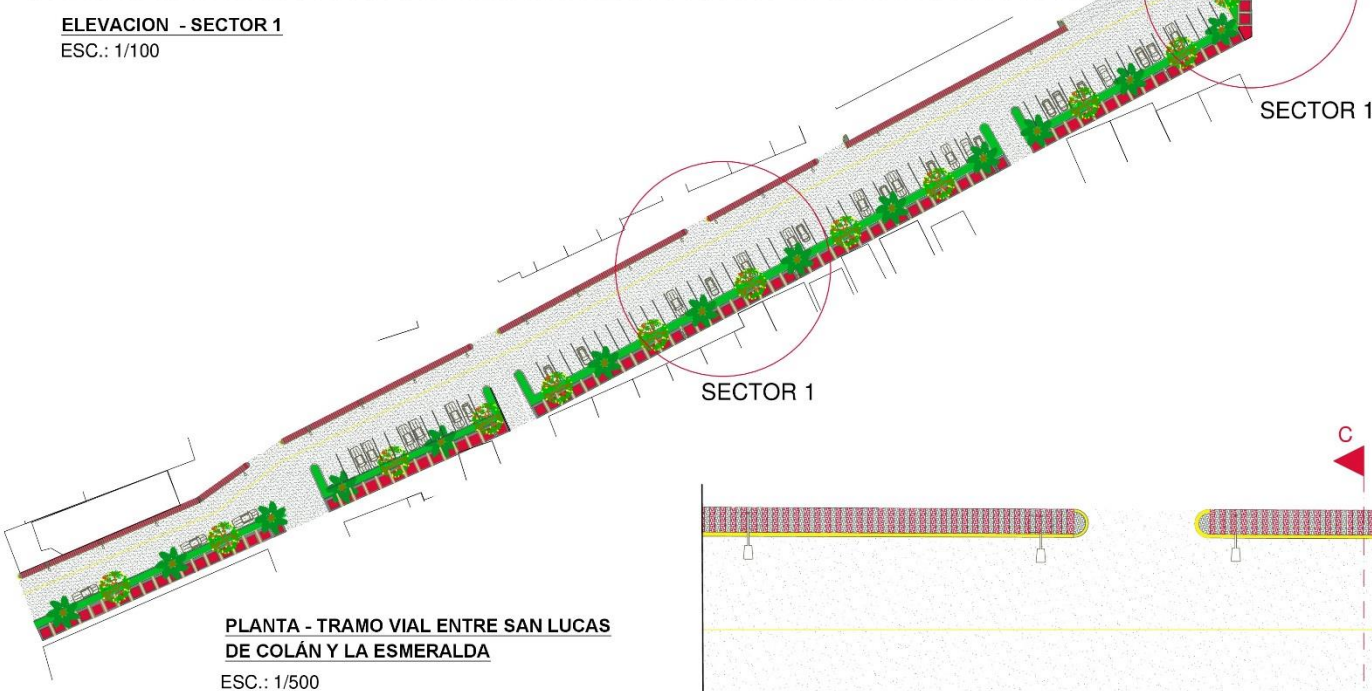 ELEVACION - SECTOR 1
ESC.: 1/100
SECTOR 1
SECTOR 1
C
PLANTA - TRAMO VIAL ENTRE SAN LUCAS
DE COLÁN Y LA ESMERALDA
ESC.: 1/500